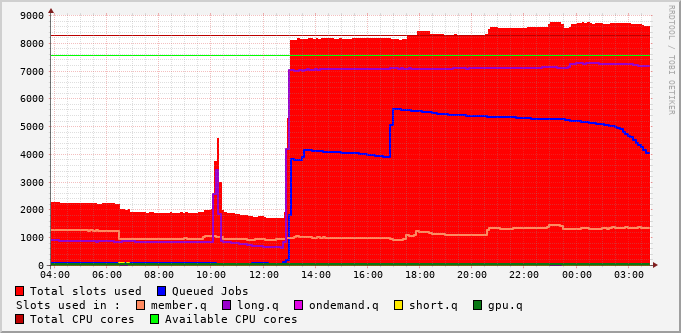 9000
8000
7000
6000
5000
4000
3000
2000
1000
0
04:00 06:00 08:00 10:00 12:00 14:00 16:00 18:00 20:00 22:00 00:00 02:00 03:00
RRDTOOL / TOBI OETIKER
Total slots used Queued Jobs
Slots used in : member.q long.q ondemand.q short.q gpu.q
Total CPU cores Available CPU cores